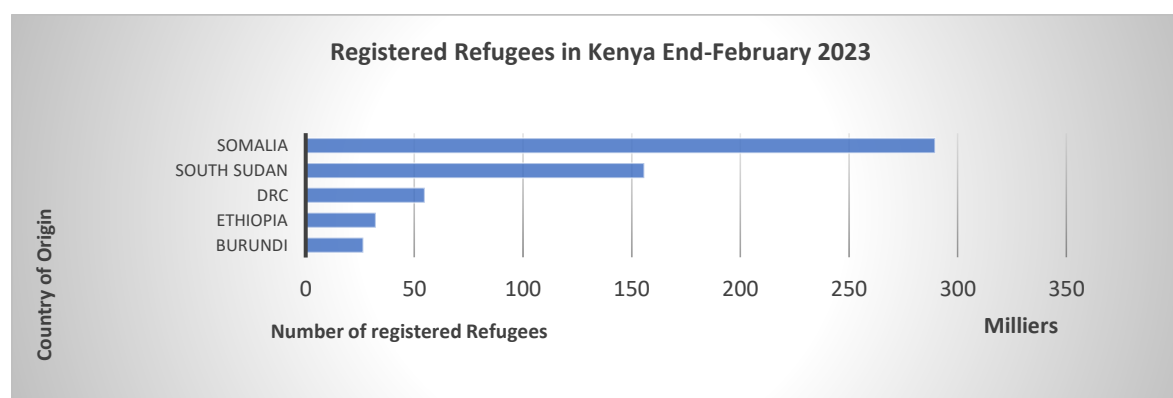 Registered Refugees in Kenya End-February 2023
SOMALIA
SOUTH SUDAN
DRC
ETHIOPIA
BURUNDI
0 50 100 150 200 250 300 350
Country of Origin
Number of registered Refugees
Milliers